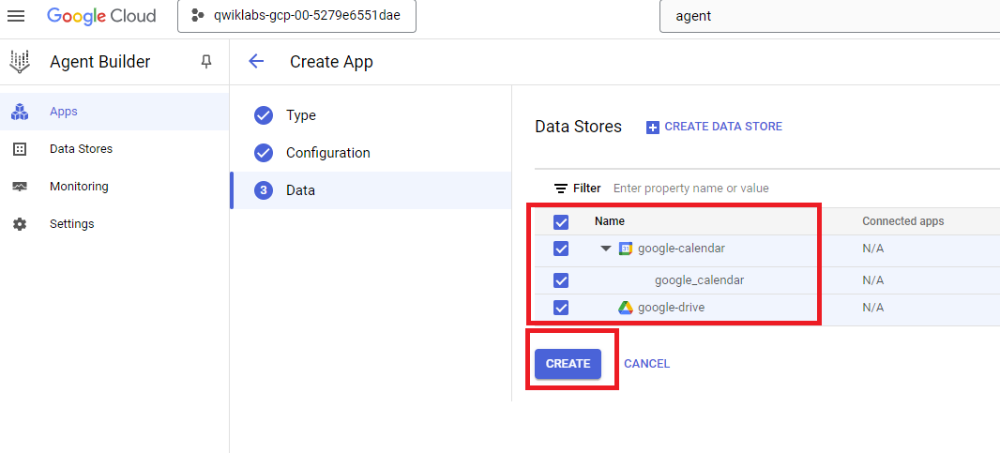 Google Cloud
qwiklabs-gcp-00-5279e6551dae
agent
Agent Builder
Create App
Apps
Data Stores
Monitoring
Settings
Type
Configuration
3 Data
Data Stores
CREATE DATA STORE
Filter Enter property name or value
Name Connected apps
31 google-calendar N/A
google_calendar N/A
google-drive N/A
CREATE CANCEL